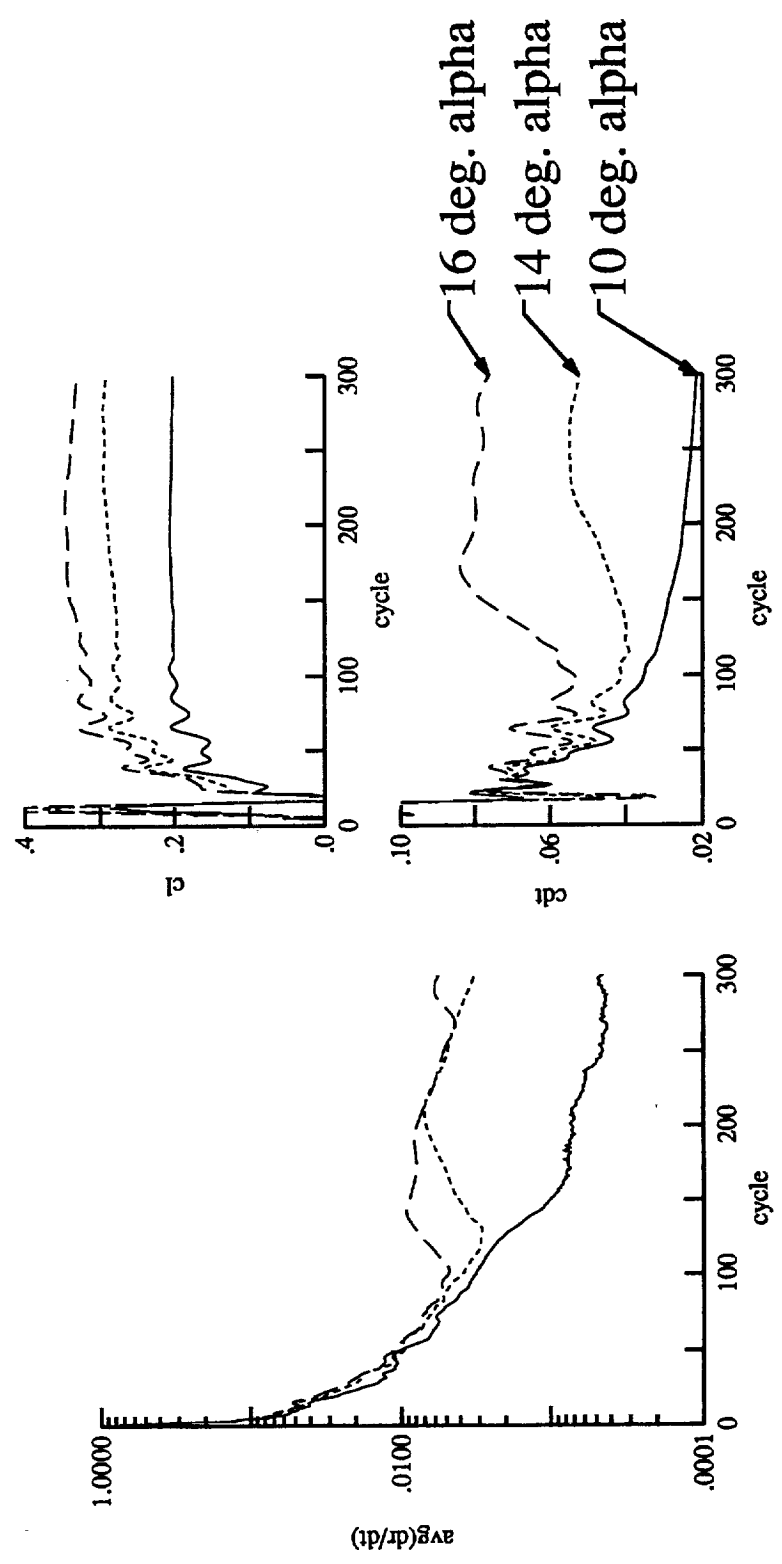 1.0000
.0100
.0001
avg(dr/dt)
0
100
200
300
cycle
.4
.2
.0
cl
0
100
200
300
cycle
.10
.06
.02
cdt
0
100
200
300
cycle
16 deg. alpha
14 deg. alpha
10 deg. alpha